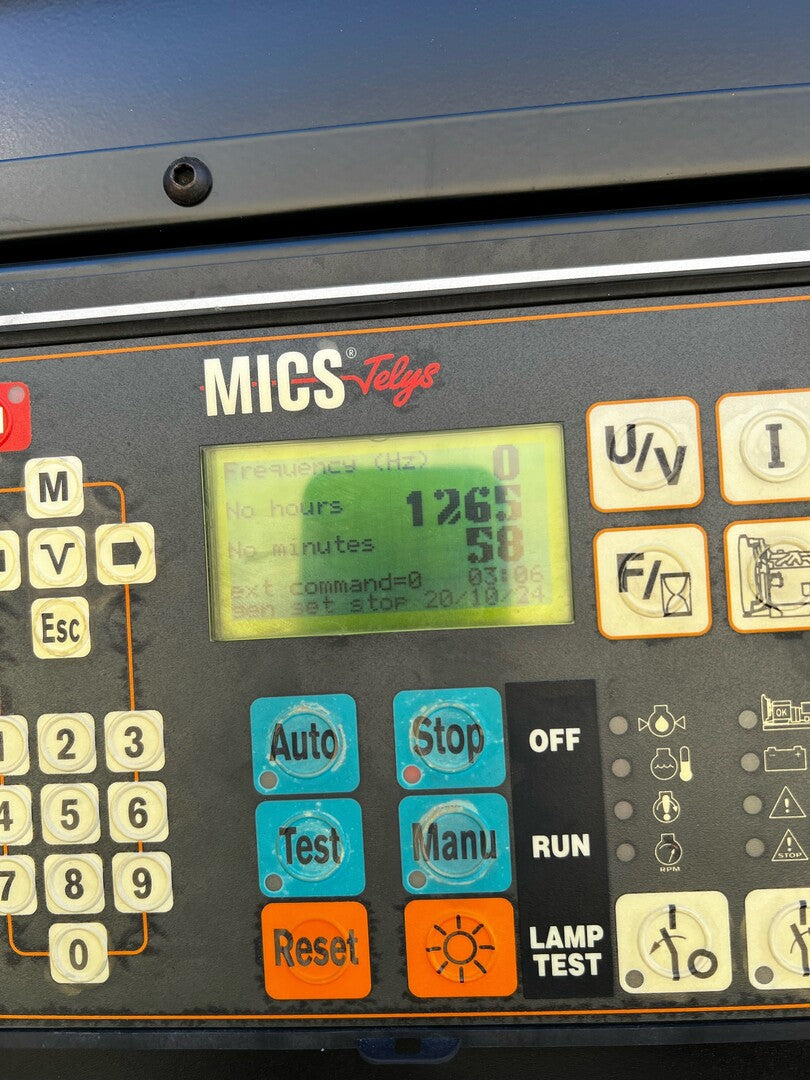 MICS® Telys
Frequency (Hz) 0
No hours 1265
No minutes 58
ext command=0 03:06
gen set stop 20/10/24
U/V
I
F/
M
V
Esc
1 2 3
4 5 6
7 8 9
0
Auto
Stop
OFF
Test
Manu
RUN
Reset
LAMP
TEST
OK
RPM
STOP